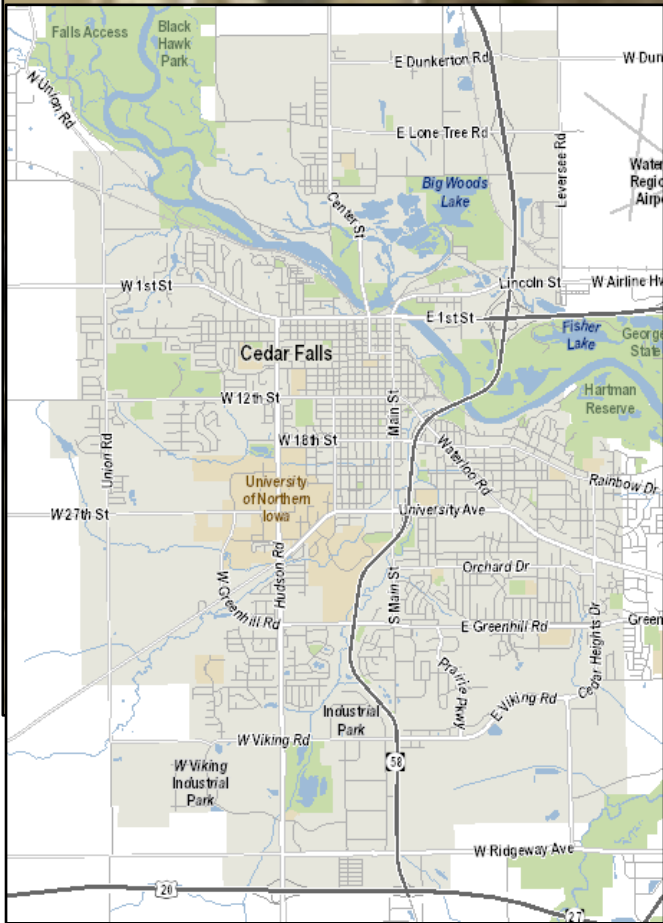 Falls Access
Black
Hawk
Park
N Union Rd
E Dunkerton Rd
W Dun
E Lone Tree Rd
Leversee Rd
Water
Regio
Airpo
Big Woods
Lake
Center St
W 1st St
Lincoln St
W Airline Hw
E 1st St
Fisher
Lake
George
State
Cedar Falls
Hartman
Reserve
W 12th St
Main St
W 18th St
Waterloo Rd
Union Rd
Rainbow Dr
University
of Northern
Iowa
W 27th St
University Ave
Hudson Rd
W Greenhill Rd
S Main St
Orchard Dr
E Greenhill Rd
Green
Cedar Heights Dr
Prairie Pkwy
E Viking Rd
Industrial
Park
W Viking Rd
58
W Viking
Industrial
Park
W Ridgeway Ave
20
27